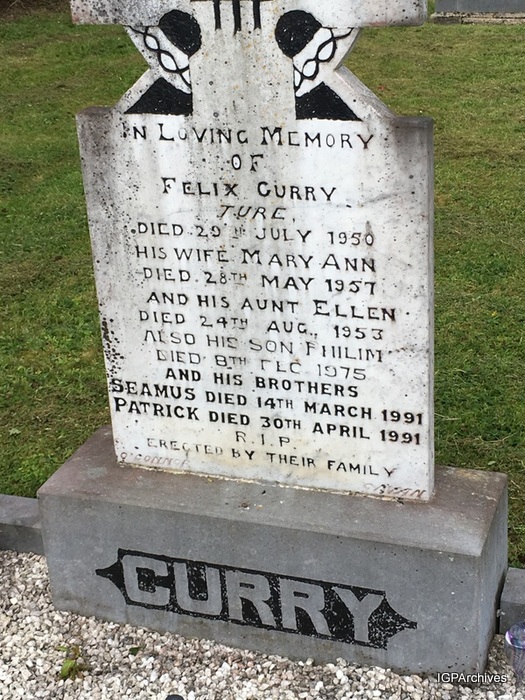 IN LOVING MEMORY
OF
FELIX CURRY
TURE,
DIED 29TH JULY 1950
HIS WIFE MARY ANN
DIED 28TH MAY 1957
AND HIS AUNT ELLEN
DIED 24TH AUG., 1953
ALSO HIS SON PHILIM
DIED 8TH DEC 1975
AND HIS BROTHERS
SEAMUS DIED 14TH MARCH 1991
PATRICK DIED 30TH APRIL 1991
R.I.P.
ERECTED BY THEIR FAMILY
O'CONNOR
CURRY
IGPArchives